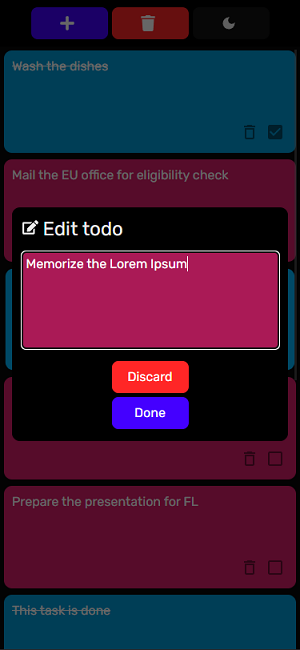 Wash the dishes
Mail the EU office for eligibility check
Edit todo
Memorize the Lorem Ipsum
Discard
Done
Prepare the presentation for FL
This task is done